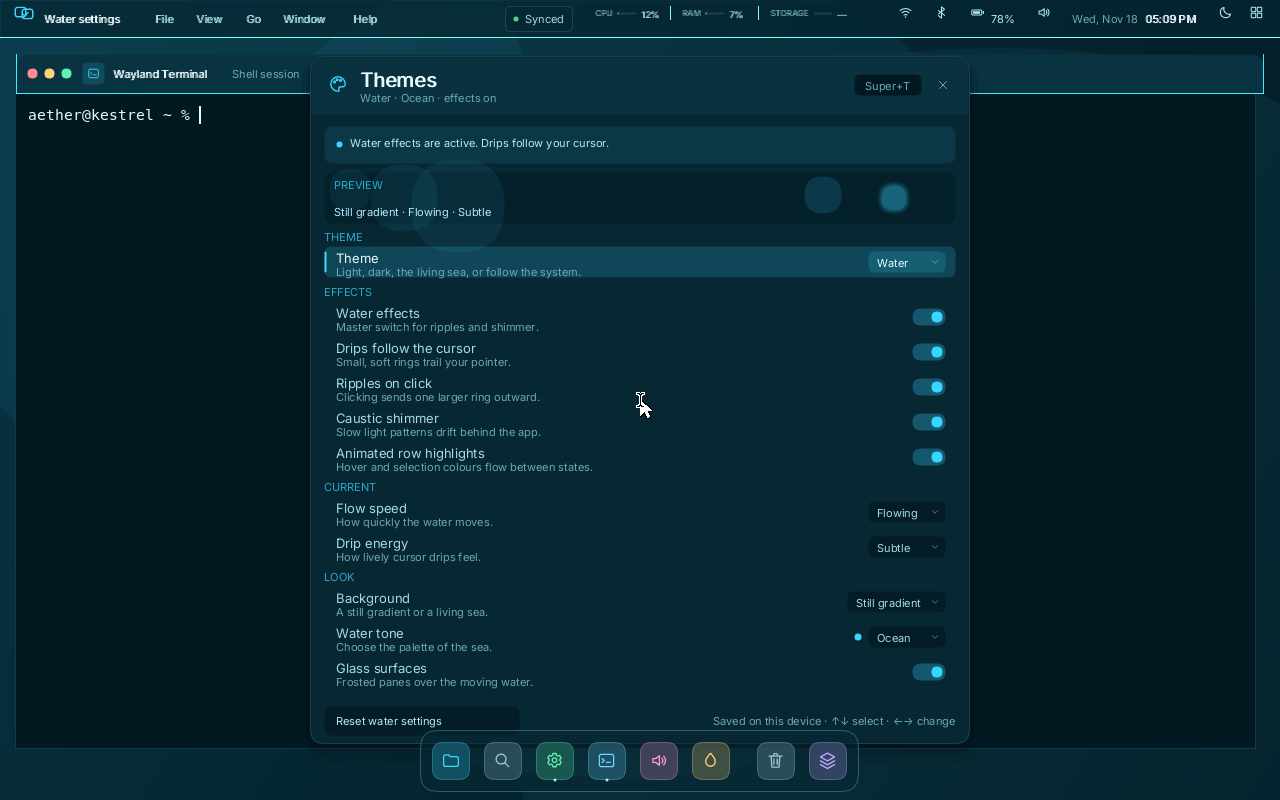 Water settings File View Go Window Help Synced CPU 12% RAM 7% STORAGE — 78% Wed, Nov 18 05:09 PM
Wayland Terminal Shell session
aether@kestrel ~ %
Themes
Water · Ocean · effects on
Super+T
Water effects are active. Drips follow your cursor.
PREVIEW
Still gradient · Flowing · Subtle
THEME
Theme
Light, dark, the living sea, or follow the system.
Water
EFFECTS
Water effects
Master switch for ripples and shimmer.
Drips follow the cursor
Small, soft rings trail your pointer.
Ripples on click
Clicking sends one larger ring outward.
Caustic shimmer
Slow light patterns drift behind the app.
Animated row highlights
Hover and selection colours flow between states.
CURRENT
Flow speed
How quickly the water moves.
Flowing
Drip energy
How lively cursor drips feel.
Subtle
LOOK
Background
A still gradient or a living sea.
Still gradient
Water tone
Choose the palette of the sea.
Ocean
Glass surfaces
Frosted panes over the moving water.
Reset water settings
Saved on this device · ↑↓ select · ←→ change